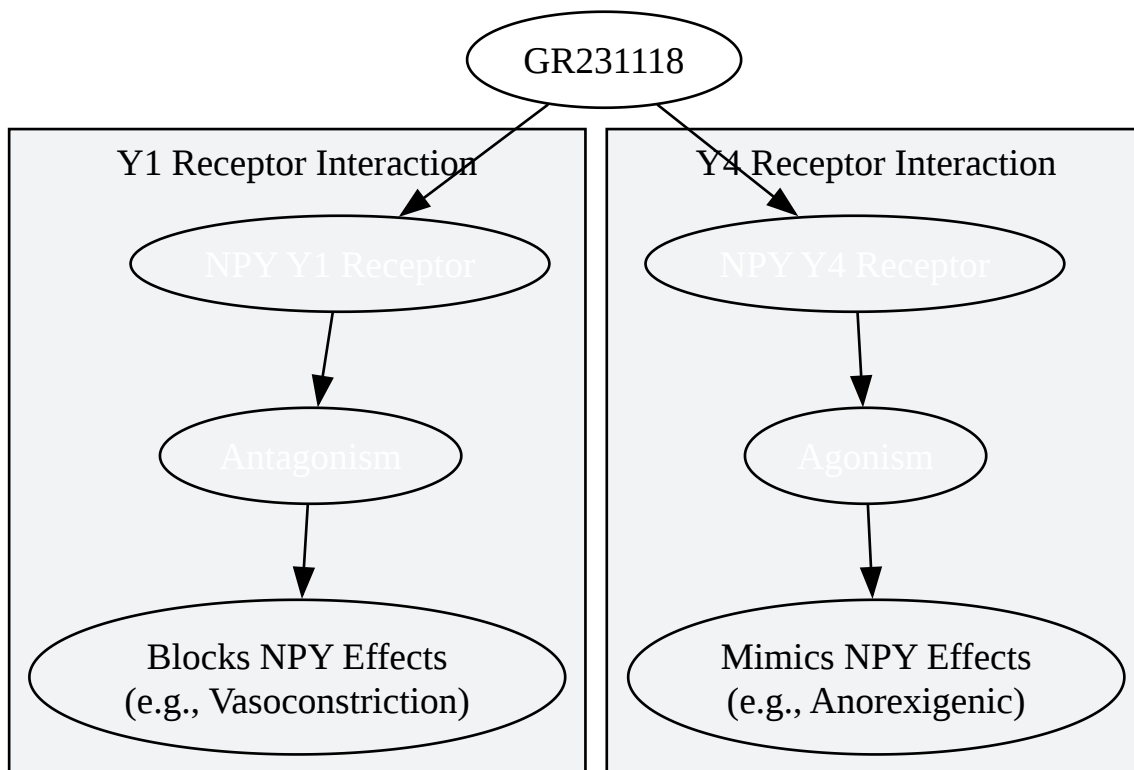 GR231118
Y1 Receptor Interaction
NPY Y1 Receptor
Antagonism
Blocks NPY Effects
(e.g., Vasoconstriction)
Y4 Receptor Interaction
NPY Y4 Receptor
Agonism
Mimics NPY Effects
(e.g., Anorexigenic)